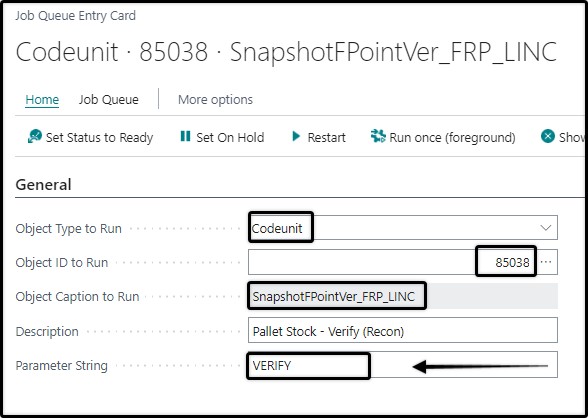 Job Queue Entry Card
Codeunit · 85038 · SnapshotFPointVer_FRP_LINC
Home Job Queue More options
Set Status to Ready Set On Hold Restart Run once (foreground) Show
General
Object Type to Run Codeunit
Object ID to Run 85038 ...
Object Caption to Run SnapshotFPointVer_FRP_LINC
Description Pallet Stock - Verify (Recon)
Parameter String VERIFY